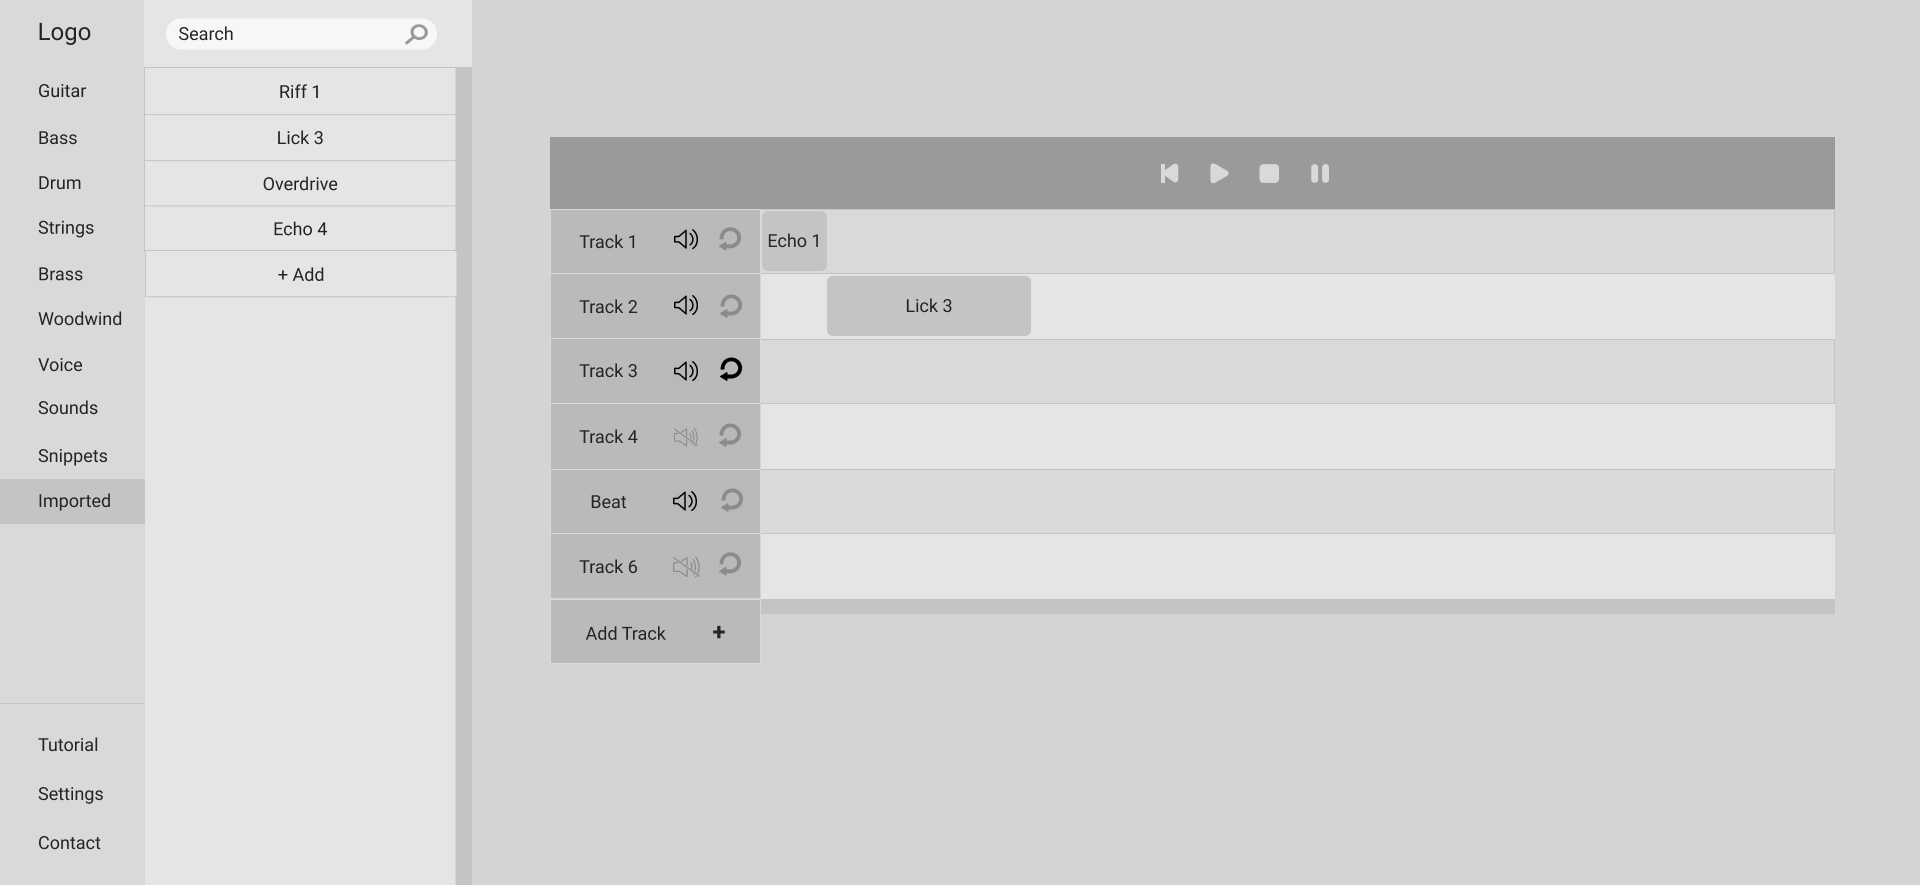 Logo
Search
Guitar
Bass
Drum
Strings
Brass
Woodwind
Voice
Sounds
Snippets
Imported
Tutorial
Settings
Contact
Riff 1
Lick 3
Overdrive
Echo 4
+ Add
Track 1
Echo 1
Track 2
Lick 3
Track 3
Track 4
Beat
Track 6
Add Track +